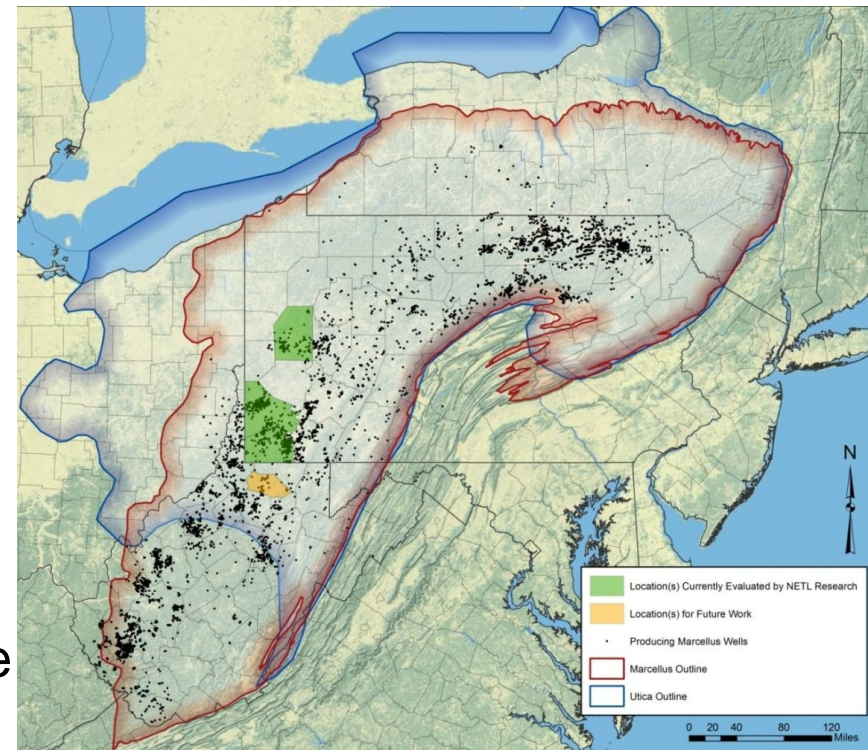 e
N
Location(s) Currently Evaluated by NETL Research
Location(s) for Future Work
Producing Marcellus Wells
Marcellus Outline
Utica Outline
0 20 40 80 120
Miles